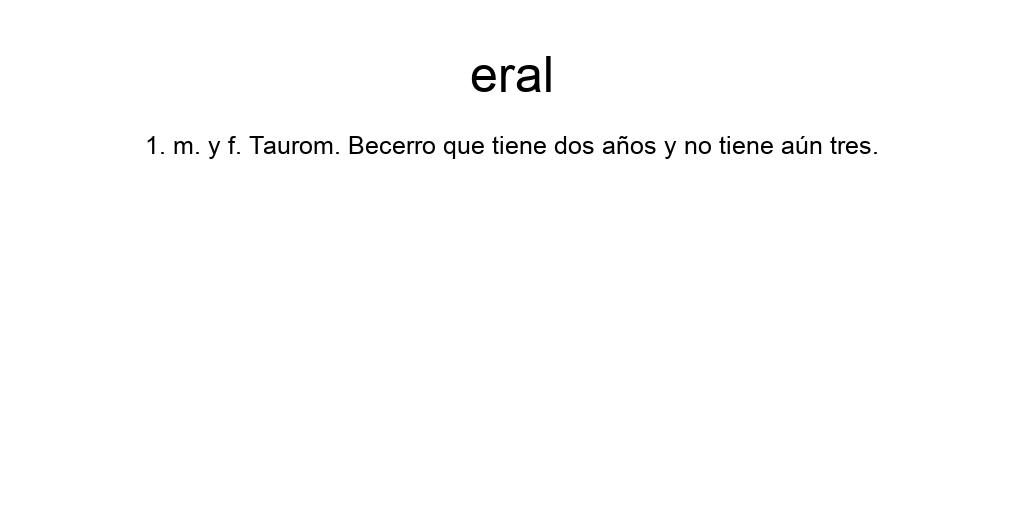 eral
1. m. y f. Taurom. Becerro que tiene dos años y no tiene aún tres.